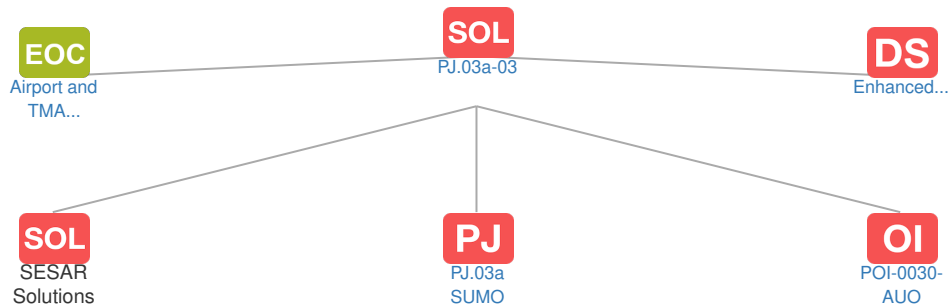 SOL
EOC
DS
PJ.03a-03
Airport and
TMA...
Enhanced...
SOL
PJ
OI
SESAR
Solutions
PJ.03a
SUMO
POI-0030-
AUO